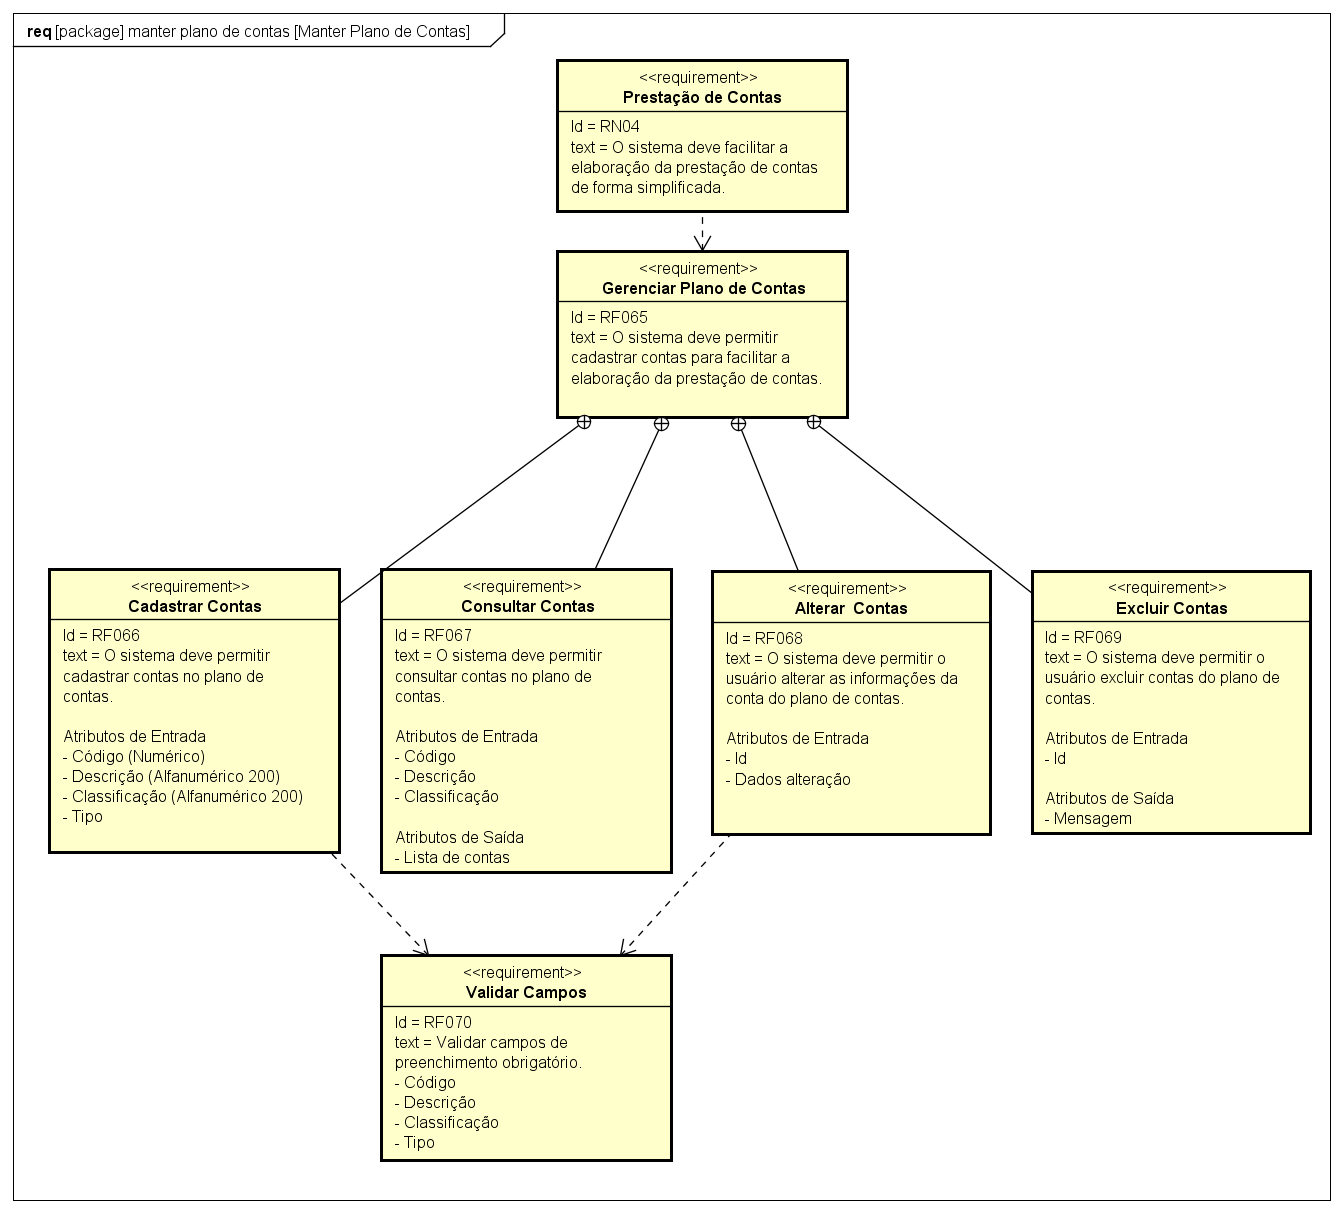 req [package] manter plano de contas [Manter Plano de Contas]
<<requirement>>
Prestação de Contas
Id = RN04
text = O sistema deve facilitar a
elaboração da prestação de contas
de forma simplificada.
<<requirement>>
Gerenciar Plano de Contas
Id = RF065
text = O sistema deve permitir
cadastrar contas para facilitar a
elaboração da prestação de contas.
<<requirement>>
Cadastrar Contas
Id = RF066
text = O sistema deve permitir
cadastrar contas no plano de
contas.
Atributos de Entrada
- Código (Numérico)
- Descrição (Alfanumérico 200)
- Classificação (Alfanumérico 200)
- Tipo
<<requirement>>
Consultar Contas
Id = RF067
text = O sistema deve permitir
consultar contas no plano de
contas.
Atributos de Entrada
- Código
- Descrição
- Classificação
Atributos de Saída
- Lista de contas
<<requirement>>
Alterar  Contas
Id = RF068
text = O sistema deve permitir o
usuário alterar as informações da
conta do plano de contas.
Atributos de Entrada
- Id
- Dados alteração
<<requirement>>
Excluir Contas
Id = RF069
text = O sistema deve permitir o
usuário excluir contas do plano de
contas.
Atributos de Entrada
- Id
Atributos de Saída
- Mensagem
<<requirement>>
Validar Campos
Id = RF070
text = Validar campos de
preenchimento obrigatório.
- Código
- Descrição
- Classificação
- Tipo